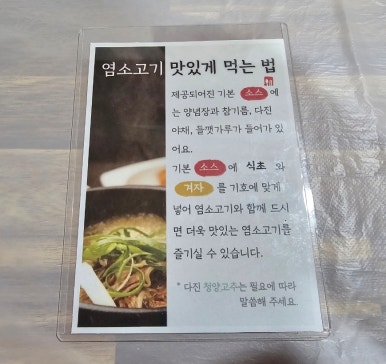 염소고기 맛있게 먹는 법
제공되어진 기본 소스 에
는 양념장과 참기름, 다진
야채, 들깻가루가 들어가 있
어요.
기본 소스 에 식초 와
겨자 를 기호에 맞게
넣어 염소고기와 함께 드시
면 더욱 맛있는 염소고기를
즐기실 수 있습니다.
* 다진 청양고추는 필요에 따라
말씀해 주세요.